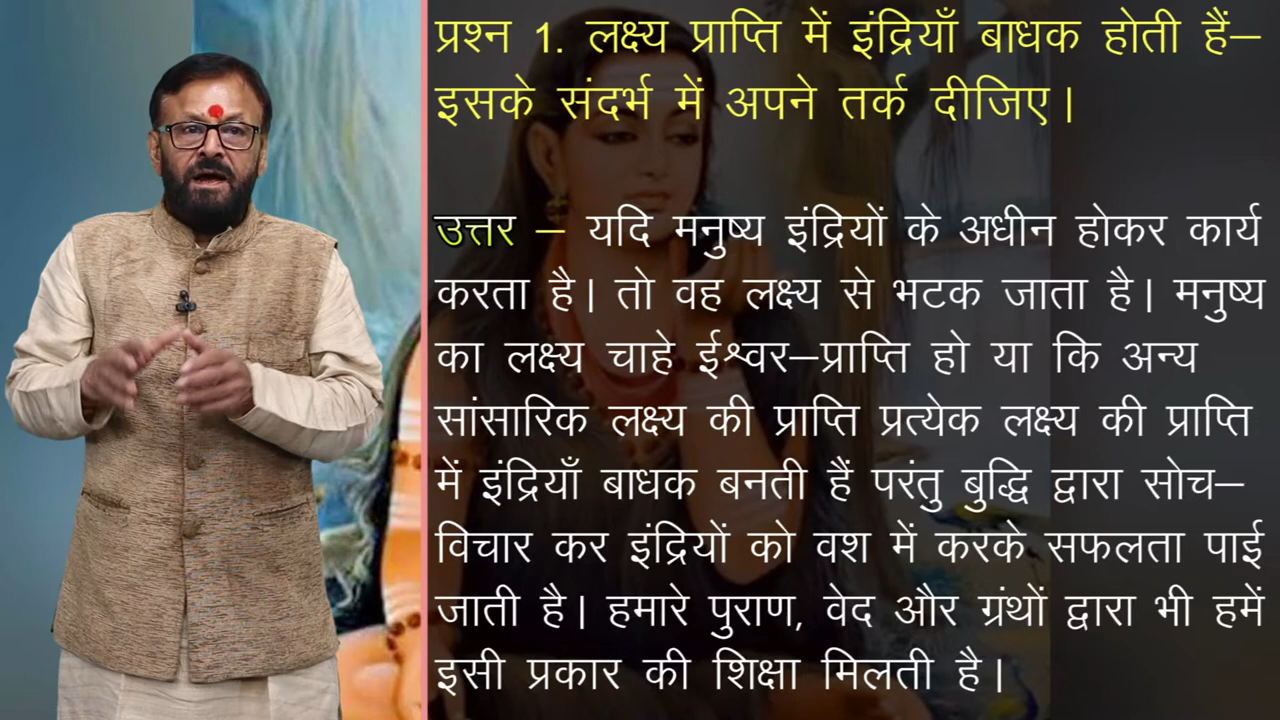 प्रश्न 1. लक्ष्य प्राप्ति में इंद्रियाँ बाधक होती हैं–
इसके संदर्भ में अपने तर्क दीजिए।
उत्तर – यदि मनुष्य इंद्रियों के अधीन होकर कार्य
करता है। तो वह लक्ष्य से भटक जाता है। मनुष्य
का लक्ष्य चाहे ईश्वर–प्राप्ति हो या कि अन्य
सांसारिक लक्ष्य की प्राप्ति प्रत्येक लक्ष्य की प्राप्ति
में इंद्रियाँ बाधक बनती हैं परंतु बुद्धि द्वारा सोच–
विचार कर इंद्रियों को वश में करके सफलता पाई
जाती है। हमारे पुराण, वेद और ग्रंथों द्वारा भी हमें
इसी प्रकार की शिक्षा मिलती है।